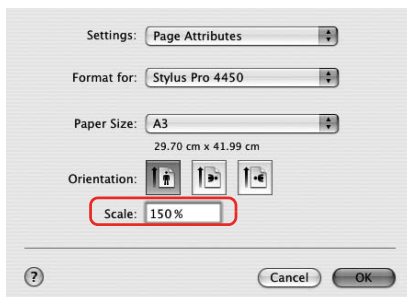 Settings: Page Attributes
Format for: Stylus Pro 4450
Paper Size: A3
29.70 cm x 41.99 cm
Orientation:
Scale: 150%
? Cancel OK